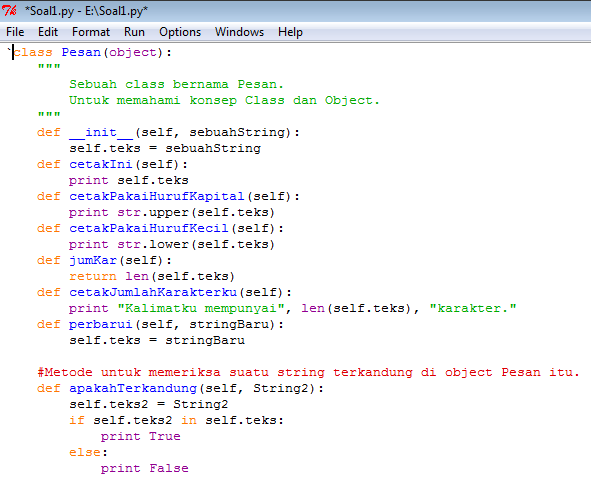 *Soal1.py - E:\Soal1.py*
File Edit Format Run Options Windows Help
`class Pesan(object):
    """
        Sebuah class bernama Pesan.
        Untuk memahami konsep Class dan Object.
    """
    def __init__(self, sebuahString):
        self.teks = sebuahString
    def cetakIni(self):
        print self.teks
    def cetakPakaiHurufKapital(self):
        print str.upper(self.teks)
    def cetakPakaiHurufKecil(self):
        print str.lower(self.teks)
    def jumKar(self):
        return len(self.teks)
    def cetakJumlahKarakterku(self):
        print "Kalimatku mempunyai", len(self.teks), "karakter."
    def perbarui(self, stringBaru):
        self.teks = stringBaru

    #Metode untuk memeriksa suatu string terkandung di object Pesan itu.
    def apakahTerkandung(self, String2):
        self.teks2 = String2
        if self.teks2 in self.teks:
            print True
        else:
            print False